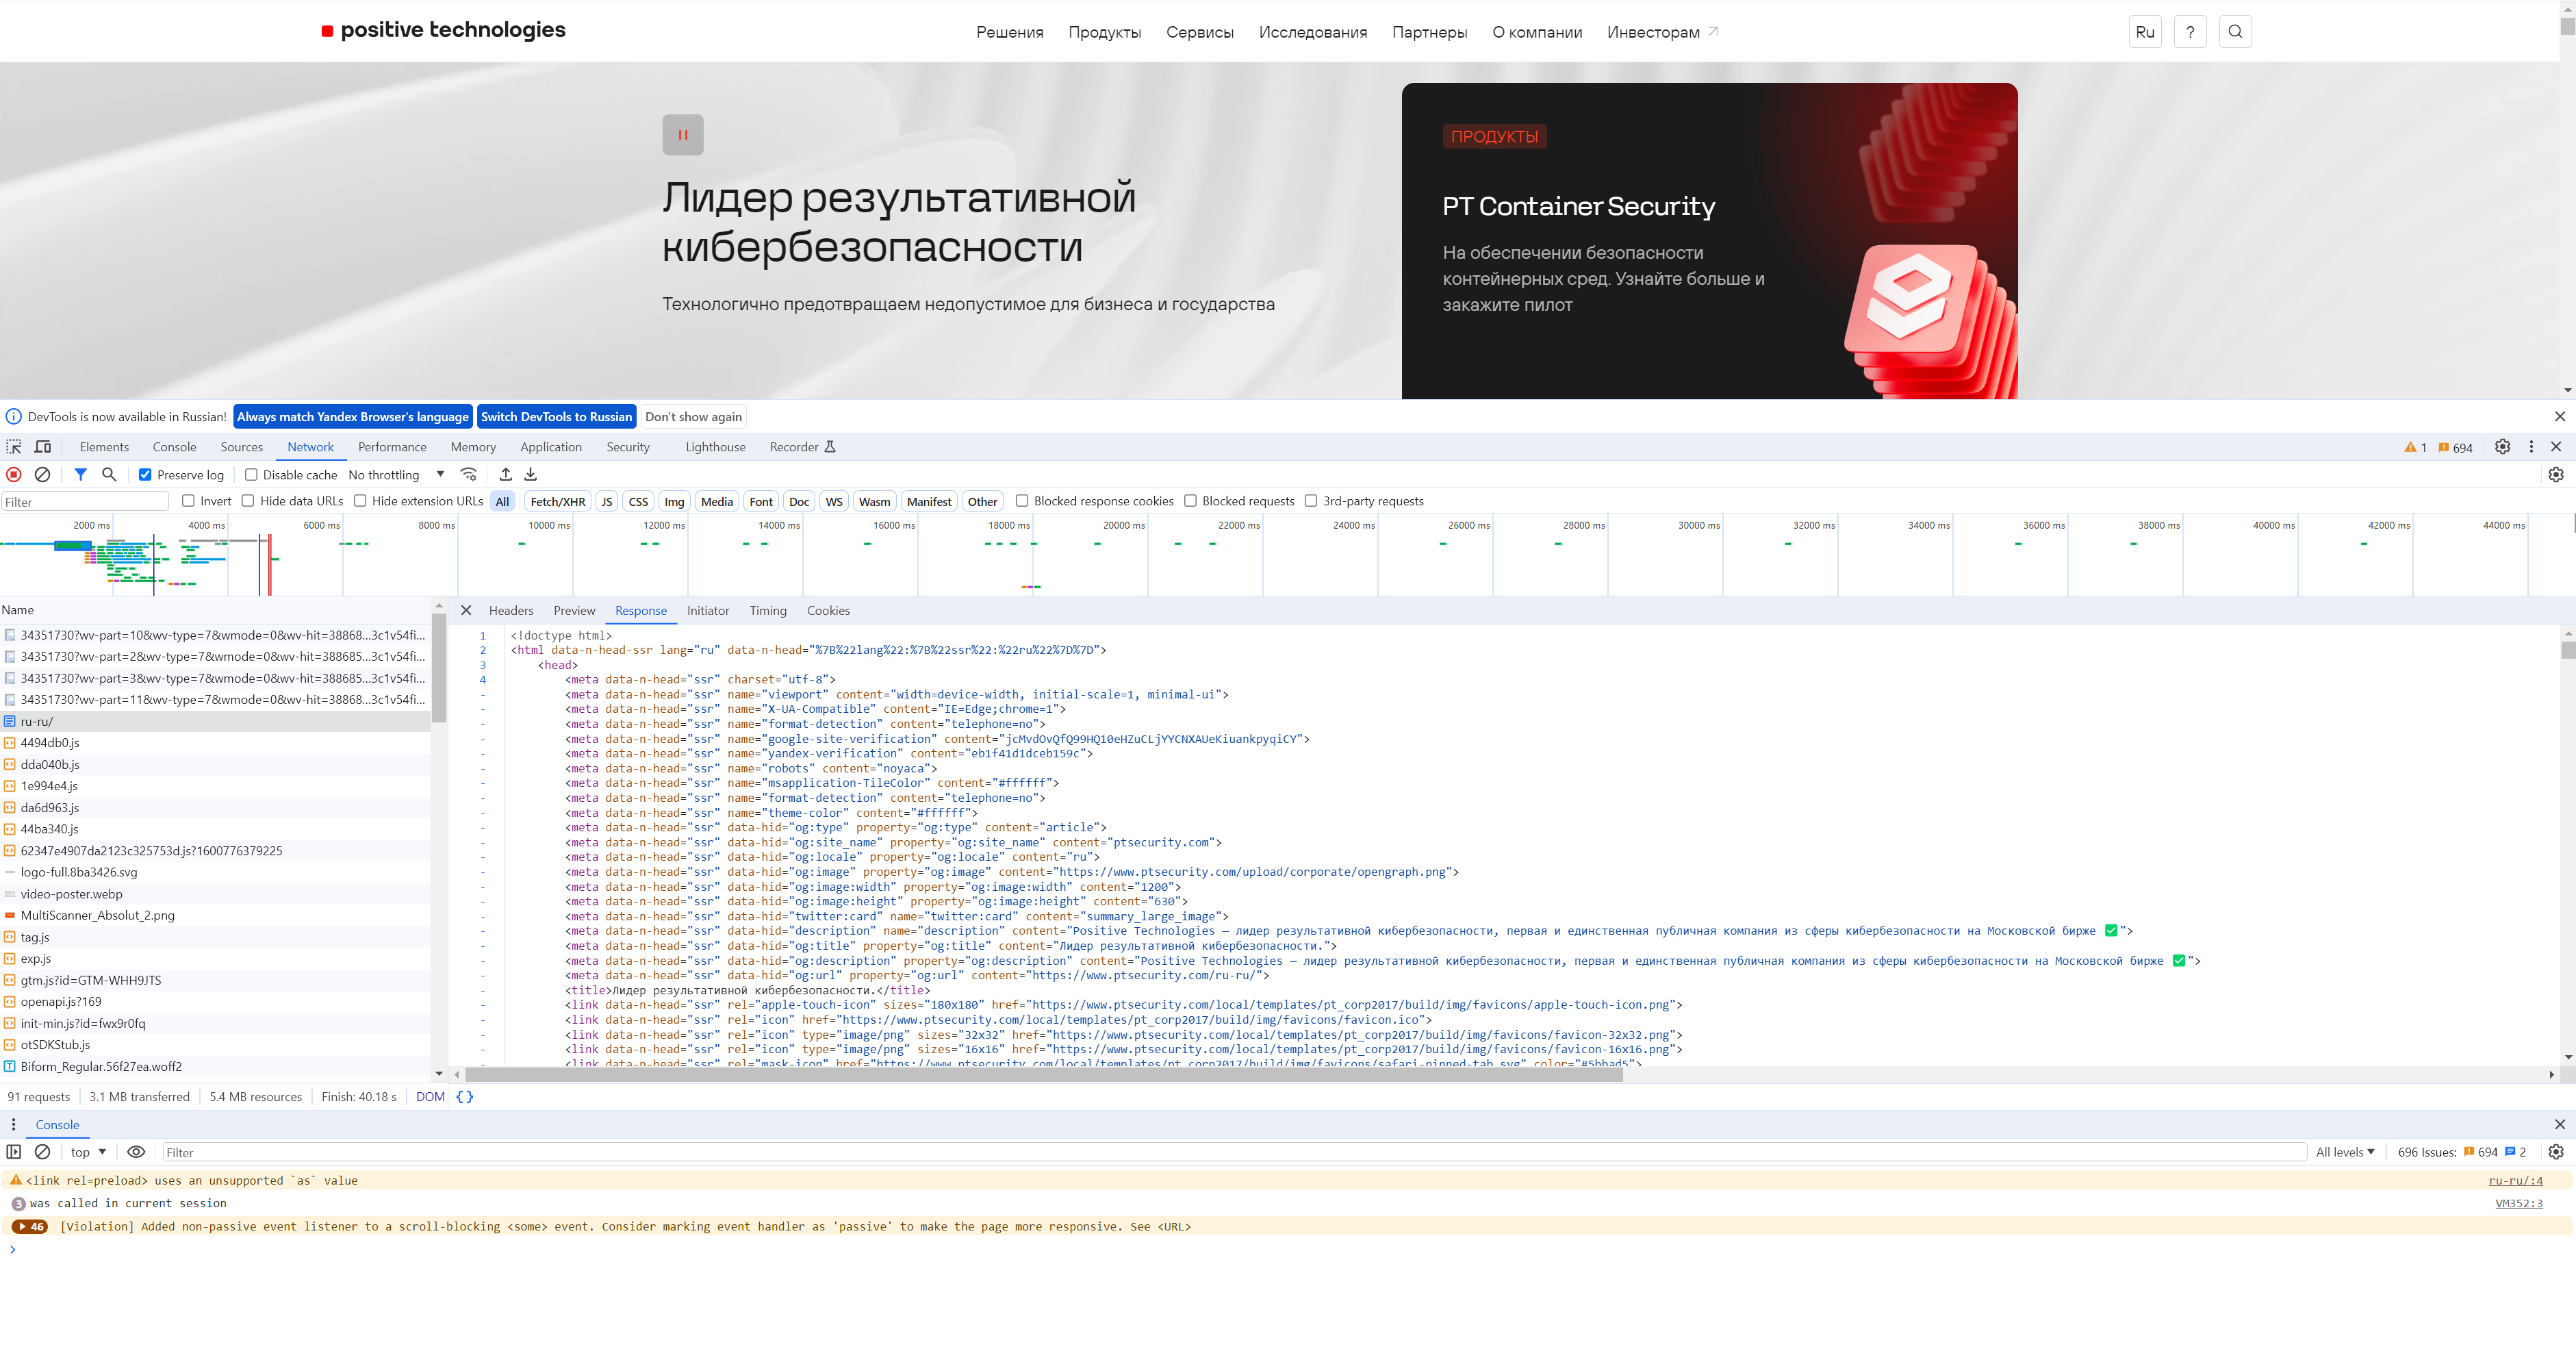 positive technologies
Решения Продукты Сервисы Исследования Партнеры О компании Инвесторам
Ru ?
Лидер результативной
кибербезопасности
Технологично предотвращаем недопустимое для бизнеса и государства
ПРОДУКТЫ
PT Container Security
На обеспечении безопасности
контейнерных сред. Узнайте больше и
закажите пилот
DevTools is now available in Russian! Always match Yandex Browser's language Switch DevTools to Russian Don't show again
Elements Console Sources Network Performance Memory Application Security Lighthouse Recorder 1 694
Preserve log Disable cache No throttling
Filter Invert Hide data URLs Hide extension URLs All Fetch/XHR JS CSS Img Media Font Doc WS Wasm Manifest Other Blocked response cookies Blocked requests 3rd-party requests
2000 ms 4000 ms 6000 ms 8000 ms 10000 ms 12000 ms 14000 ms 16000 ms 18000 ms 20000 ms 22000 ms 24000 ms 26000 ms 28000 ms 30000 ms 32000 ms 34000 ms 36000 ms 38000 ms 40000 ms 42000 ms 44000 ms
Name
34351730?wv-part=10&wv-type=7&wmode=0&wv-hit=38868...3c1v54fi...
34351730?wv-part=2&wv-type=7&wmode=0&wv-hit=388685...3c1v54fi...
34351730?wv-part=3&wv-type=7&wmode=0&wv-hit=388685...3c1v54fi...
34351730?wv-part=11&wv-type=7&wmode=0&wv-hit=38868...3c1v54fi...
ru-ru/
4494db0.js
dda040b.js
1e994e4.js
da6d963.js
44ba340.js
62347e4907da2123c325753d.js?1600776379225
logo-full.8ba3426.svg
video-poster.webp
MultiScanner_Absolut_2.png
tag.js
exp.js
gtm.js?id=GTM-WHH9JTS
openapi.js?169
init-min.js?id=fwx9r0fq
otSDKStub.js
Biform_Regular.56f27ea.woff2
91 requests 3.1 MB transferred 5.4 MB resources Finish: 40.18 s DOM {}
Headers Preview Response Initiator Timing Cookies
1 <!doctype html>
2 <html data-n-head-ssr lang="ru" data-n-head="%7B%22lang%22:%7B%22ssr%22:%22ru%22%7D%7D">
3 <head>
4 <meta data-n-head="ssr" charset="utf-8">
- <meta data-n-head="ssr" name="viewport" content="width=device-width, initial-scale=1, minimal-ui">
- <meta data-n-head="ssr" name="X-UA-Compatible" content="IE=Edge;chrome=1">
- <meta data-n-head="ssr" name="format-detection" content="telephone=no">
- <meta data-n-head="ssr" name="google-site-verification" content="jcMvdOvQfQ99HQ10eHZuCLjYYCNXAUeKiuankpyqiCY">
- <meta data-n-head="ssr" name="yandex-verification" content="eb1f41d1dceb159c">
- <meta data-n-head="ssr" name="robots" content="noyaca">
- <meta data-n-head="ssr" name="msapplication-TileColor" content="#ffffff">
- <meta data-n-head="ssr" name="format-detection" content="telephone=no">
- <meta data-n-head="ssr" name="theme-color" content="#ffffff">
- <meta data-n-head="ssr" data-hid="og:type" property="og:type" content="article">
- <meta data-n-head="ssr" data-hid="og:site_name" property="og:site_name" content="ptsecurity.com">
- <meta data-n-head="ssr" data-hid="og:locale" property="og:locale" content="ru">
- <meta data-n-head="ssr" data-hid="og:image" property="og:image" content="https://www.ptsecurity.com/upload/corporate/opengraph.png">
- <meta data-n-head="ssr" data-hid="og:image:width" property="og:image:width" content="1200">
- <meta data-n-head="ssr" data-hid="og:image:height" property="og:image:height" content="630">
- <meta data-n-head="ssr" data-hid="twitter:card" name="twitter:card" content="summary_large_image">
- <meta data-n-head="ssr" data-hid="description" name="description" content="Positive Technologies – лидер результативной кибербезопасности, первая и единственная публичная компания из сферы кибербезопасности на Московской бирже ✅">
- <meta data-n-head="ssr" data-hid="og:title" property="og:title" content="Лидер результативной кибербезопасности.">
- <meta data-n-head="ssr" data-hid="og:description" property="og:description" content="Positive Technologies – лидер результативной кибербезопасности, первая и единственная публичная компания из сферы кибербезопасности на Московской бирже ✅">
- <meta data-n-head="ssr" data-hid="og:url" property="og:url" content="https://www.ptsecurity.com/ru-ru/">
- <title>Лидер результативной кибербезопасности.</title>
- <link data-n-head="ssr" rel="apple-touch-icon" sizes="180x180" href="https://www.ptsecurity.com/local/templates/pt_corp2017/build/img/favicons/apple-touch-icon.png">
- <link data-n-head="ssr" rel="icon" href="https://www.ptsecurity.com/local/templates/pt_corp2017/build/img/favicons/favicon.ico">
- <link data-n-head="ssr" rel="icon" type="image/png" sizes="32x32" href="https://www.ptsecurity.com/local/templates/pt_corp2017/build/img/favicons/favicon-32x32.png">
- <link data-n-head="ssr" rel="icon" type="image/png" sizes="16x16" href="https://www.ptsecurity.com/local/templates/pt_corp2017/build/img/favicons/favicon-16x16.png">
- <link data-n-head="ssr" rel="mask-icon" href="https://www.ptsecurity.com/local/templates/pt_corp2017/build/img/favicons/safari-pinned-tab.svg" color="#5bbad5">
Console
top Filter All levels 696 Issues: 694 2
<link rel=preload> uses an unsupported `as` value ru-ru/:4
3 was called in current session VM352:3
46 [Violation] Added non-passive event listener to a scroll-blocking <some> event. Consider marking event handler as 'passive' to make the page more responsive. See <URL>